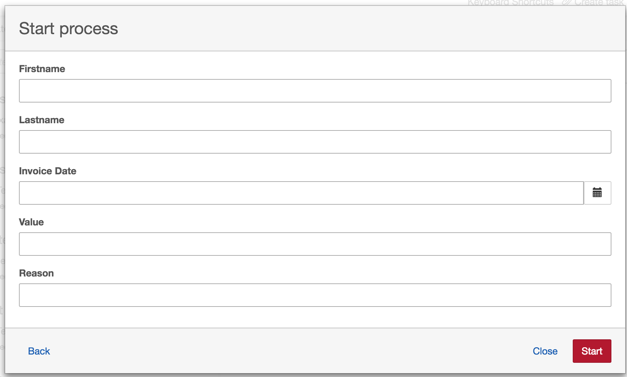 Keyboard Shortcuts Create task
Start process
Firstname
Lastname
Invoice Date
Value
Reason
Back
Close
Start